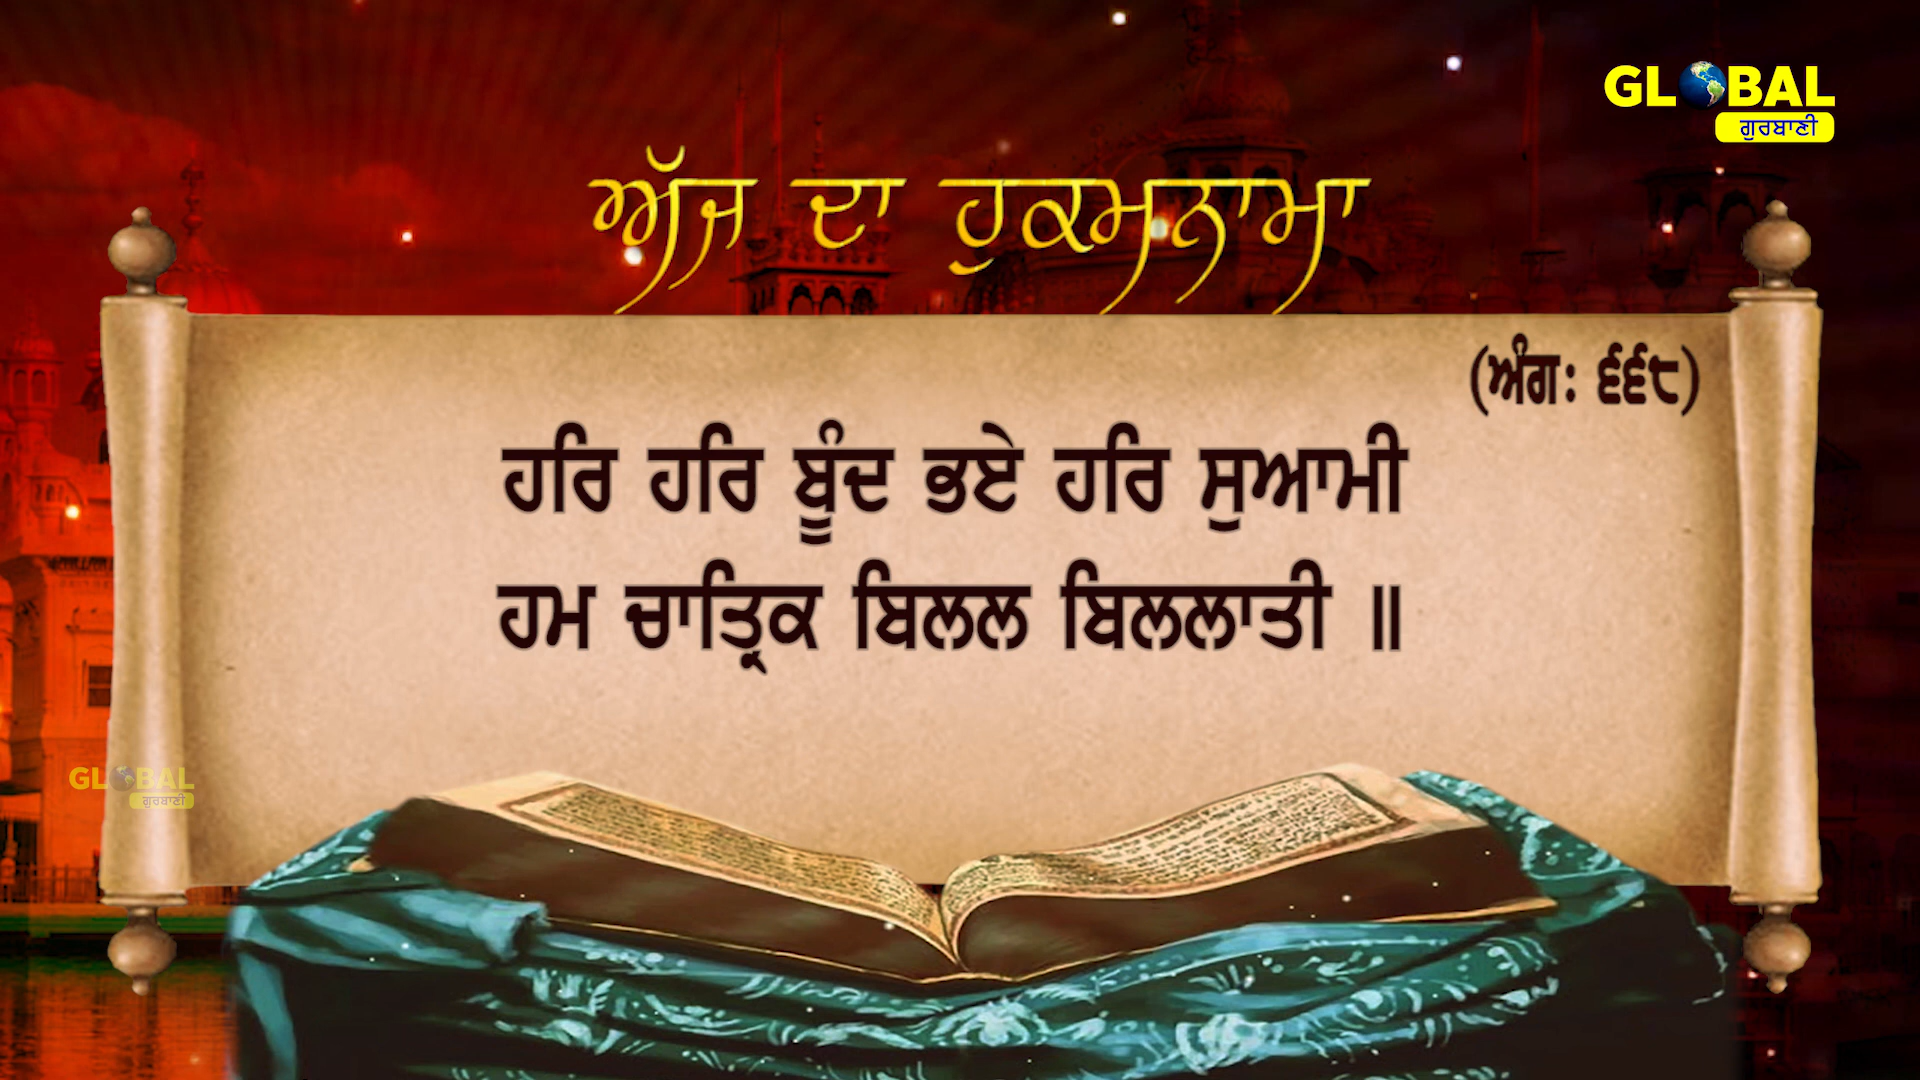 GLOBAL
ਗੁਰਬਾਣੀ
ਅੱਜ ਦਾ ਹੁਕਮਨਾਮਾ
(ਅੰਗ: ੬੬੮)
ਹਰਿ ਹਰਿ ਬੂੰਦ ਭਏ ਹਰਿ ਸੁਆਮੀ
ਹਮ ਚਾਤ੍ਰਿਕ ਬਿਲਲ ਬਿਲਲਾਤੀ ॥
GLOBAL
ਗੁਰਬਾਣੀ